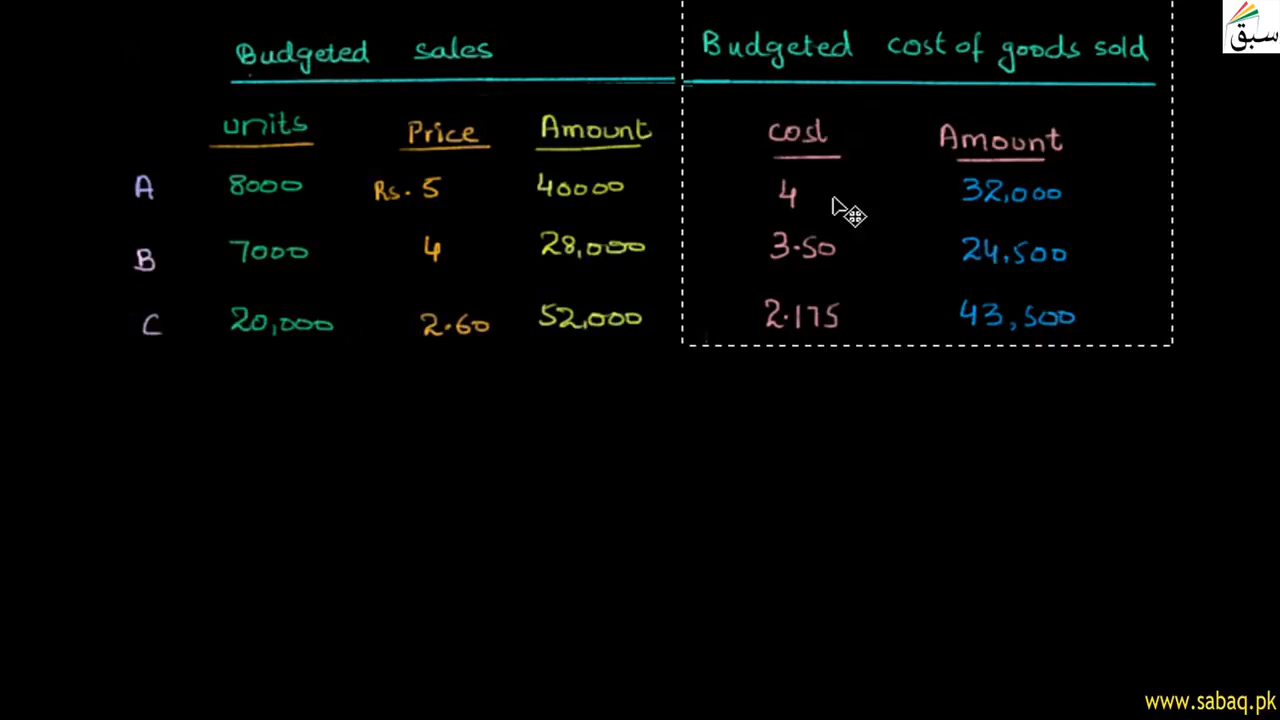 سبق
Budgeted sales Budgeted cost of goods sold
units Price Amount cost Amount
A 8000 Rs. 5 40000 4 32,000
B 7000 4 28,000 3.50 24,500
C 20,000 2.60 52,000 2.175 43,500
www.sabaq.pk